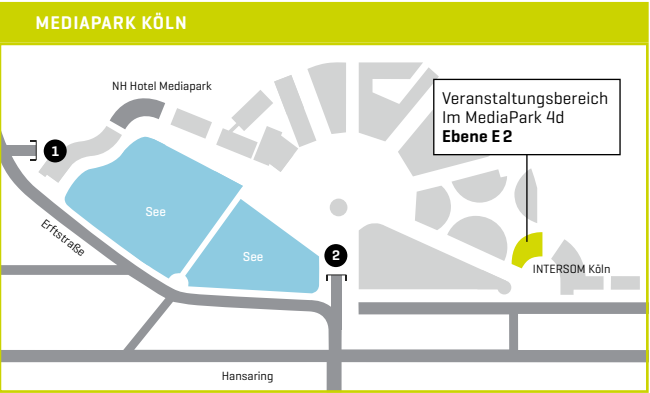 MEDIAPARK KÖLN
NH Hotel Mediapark
Veranstaltungsbereich
Im MediaPark 4d
Ebene E 2
1
See
Erftstraße
See
2
INTERSOM Köln
Hansaring